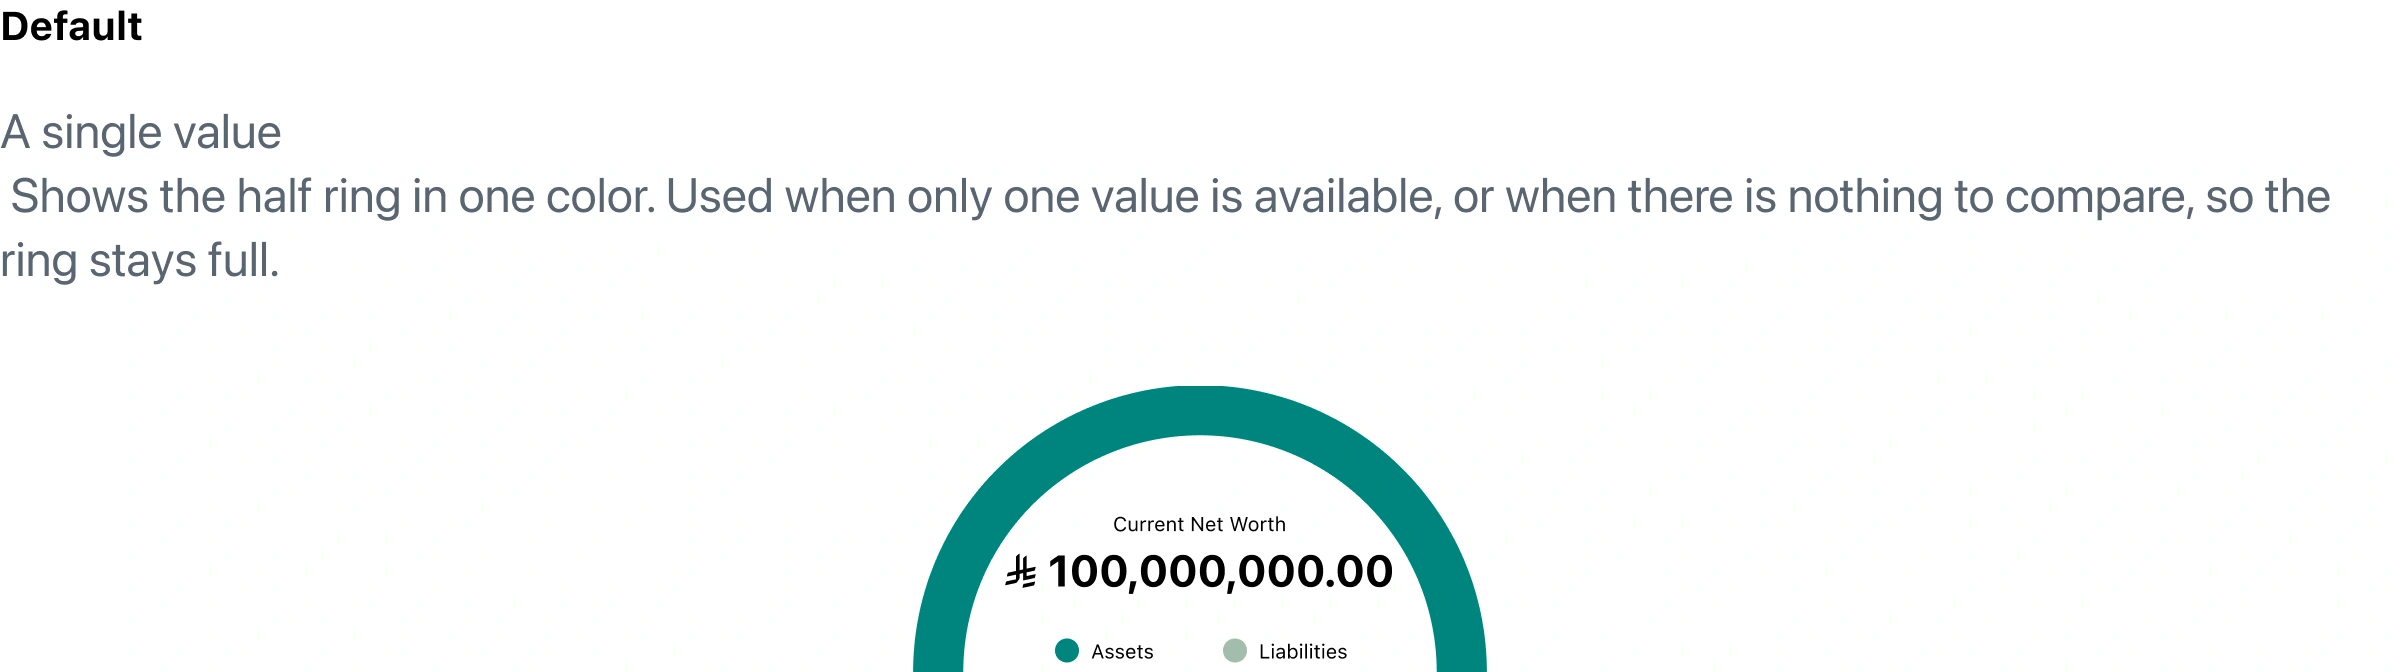 Default
A single value
Shows the half ring in one color. Used when only one value is available, or when there is nothing to compare, so the
ring stays full.
Current Net Worth
⃁ 100,000,000.00
Assets
Liabilities